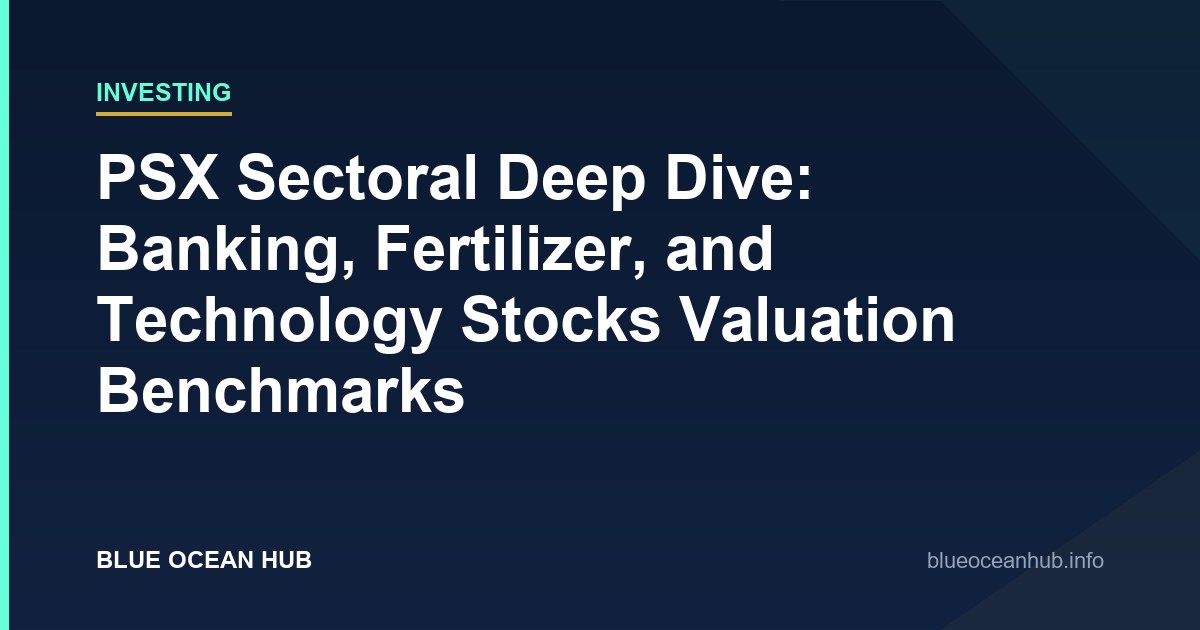 INVESTING
PSX Sectoral Deep Dive:
Banking, Fertilizer, and
Technology Stocks Valuation
Benchmarks
BLUE OCEAN HUB
blueoceanhub.info